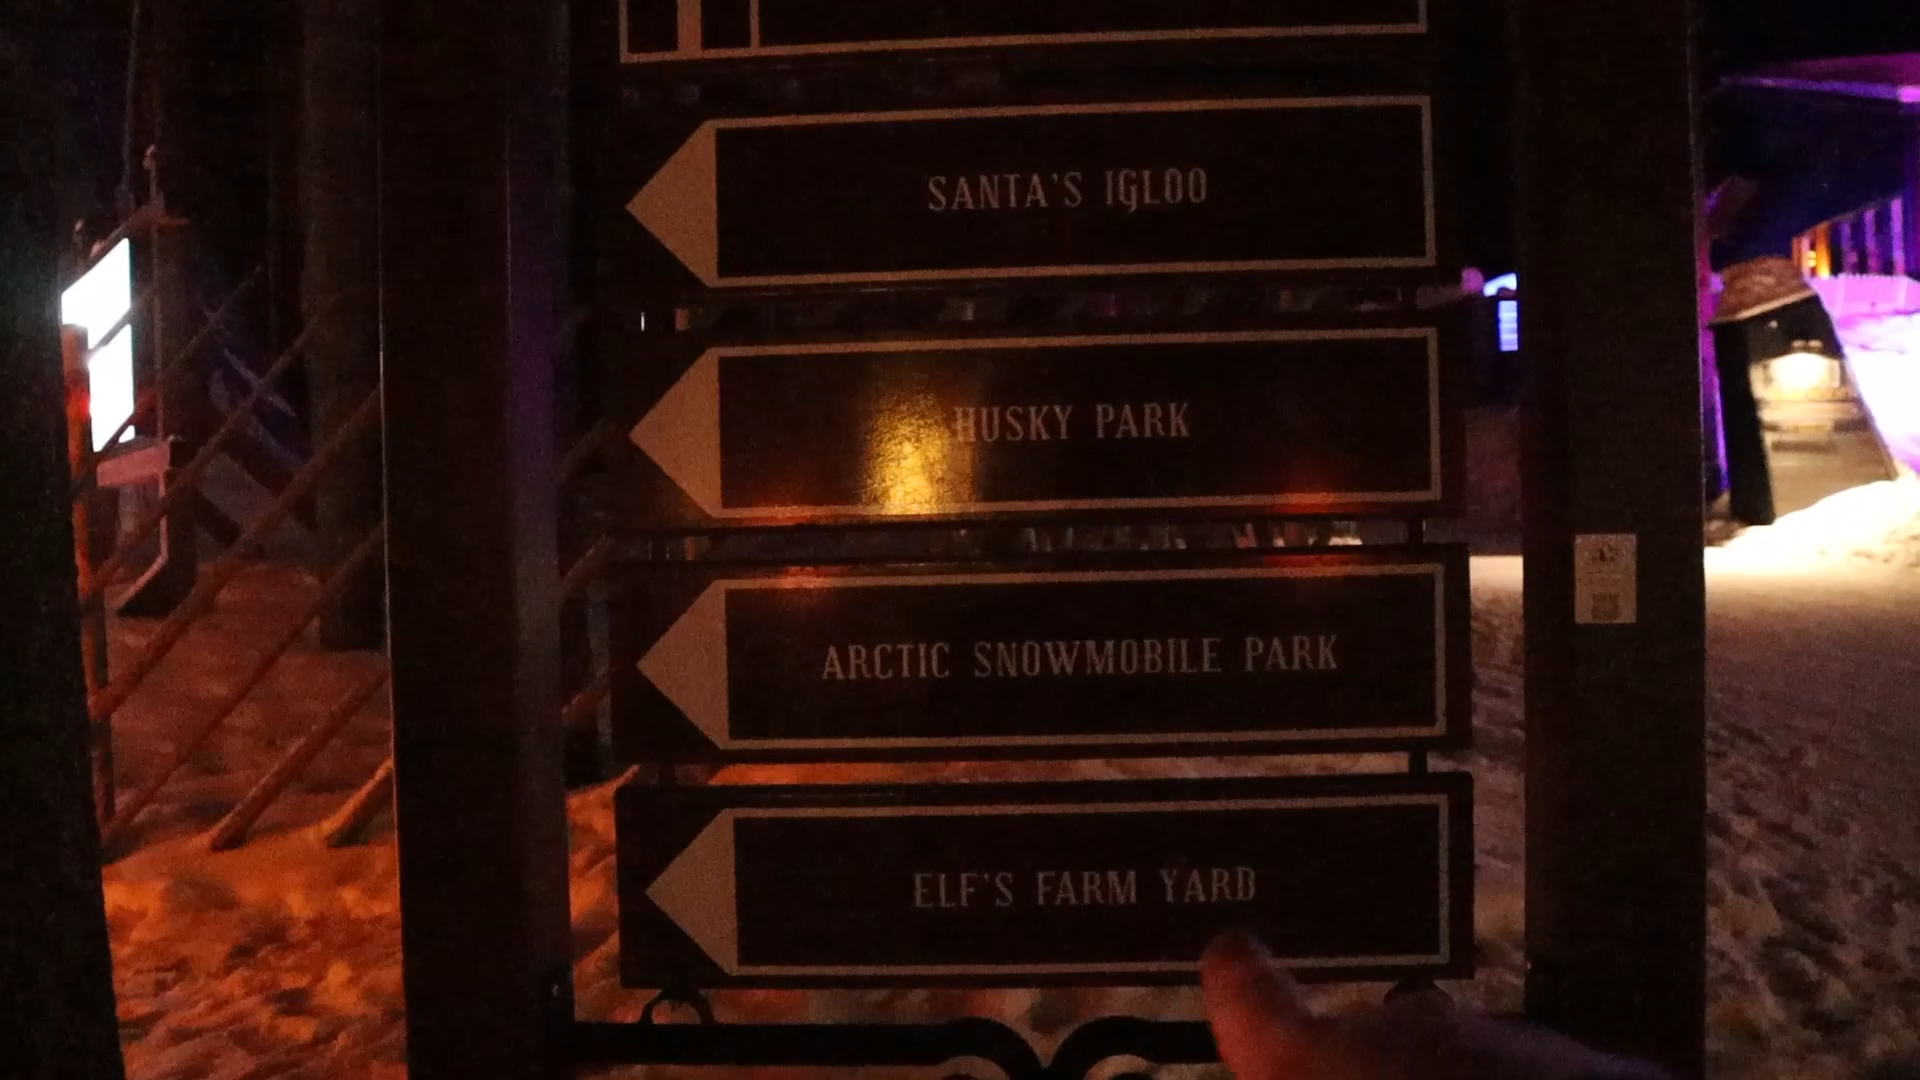 SANTA'S IGLOO
HUSKY PARK
ARCTIC SNOWMOBILE PARK
ELF'S FARM YARD